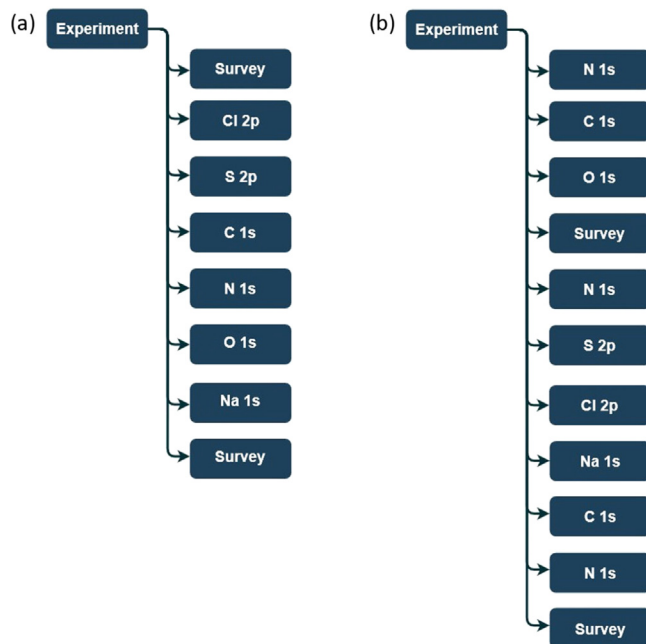 (a)
Experiment
Survey
Cl 2p
S 2p
C 1s
N 1s
O 1s
Na 1s
Survey
(b)
Experiment
N 1s
C 1s
O 1s
Survey
N 1s
S 2p
Cl 2p
Na 1s
C 1s
N 1s
Survey